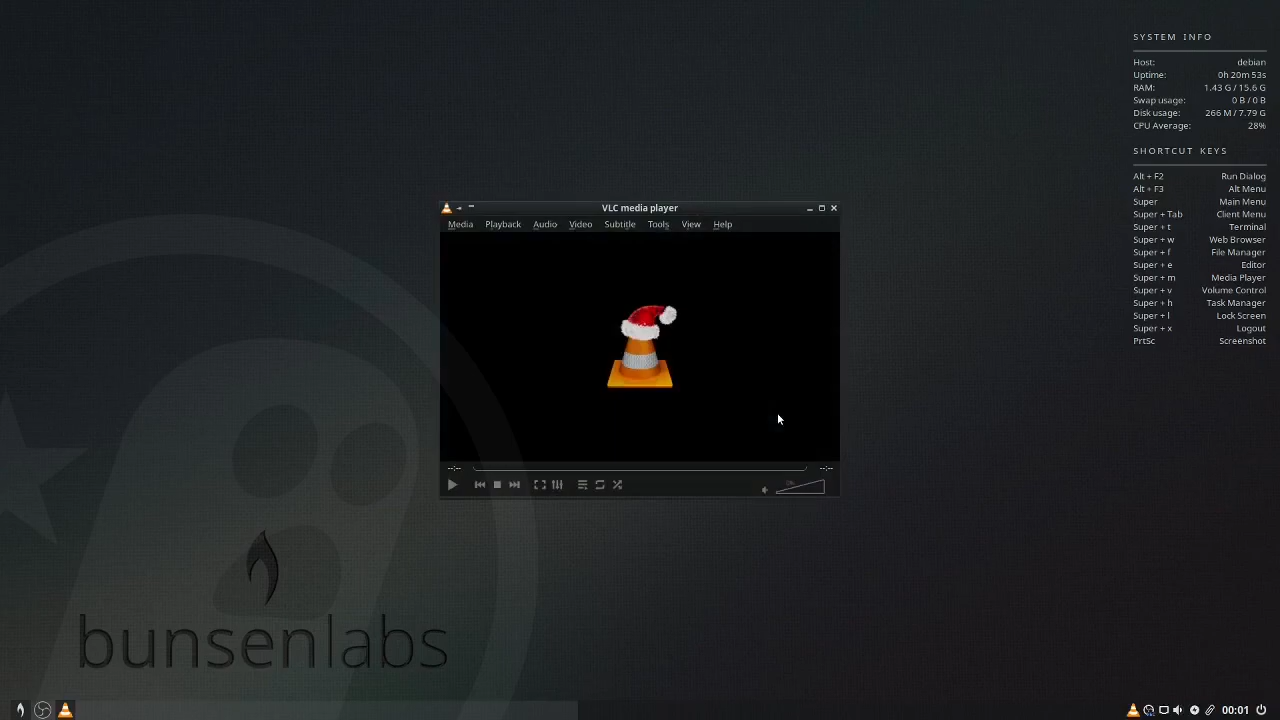 SYSTEM INFO
Host: debian
Uptime: 0h 20m 53s
RAM: 1.43 G / 15.6 G
Swap usage: 0 B / 0 B
Disk usage: 266 M / 7.79 G
CPU Average: 28%
SHORTCUT KEYS
Alt + F2 Run Dialog
Alt + F3 Alt Menu
Super Main Menu
Super + Tab Client Menu
Super + t Terminal
Super + w Web Browser
Super + f File Manager
Super + e Editor
Super + m Media Player
Super + v Volume Control
Super + h Task Manager
Super + l Lock Screen
Super + x Logout
PrtSc Screenshot
VLC media player
Media Playback Audio Video Subtitle Tools View Help
--:-- --:--
bunsenlabs
00:01